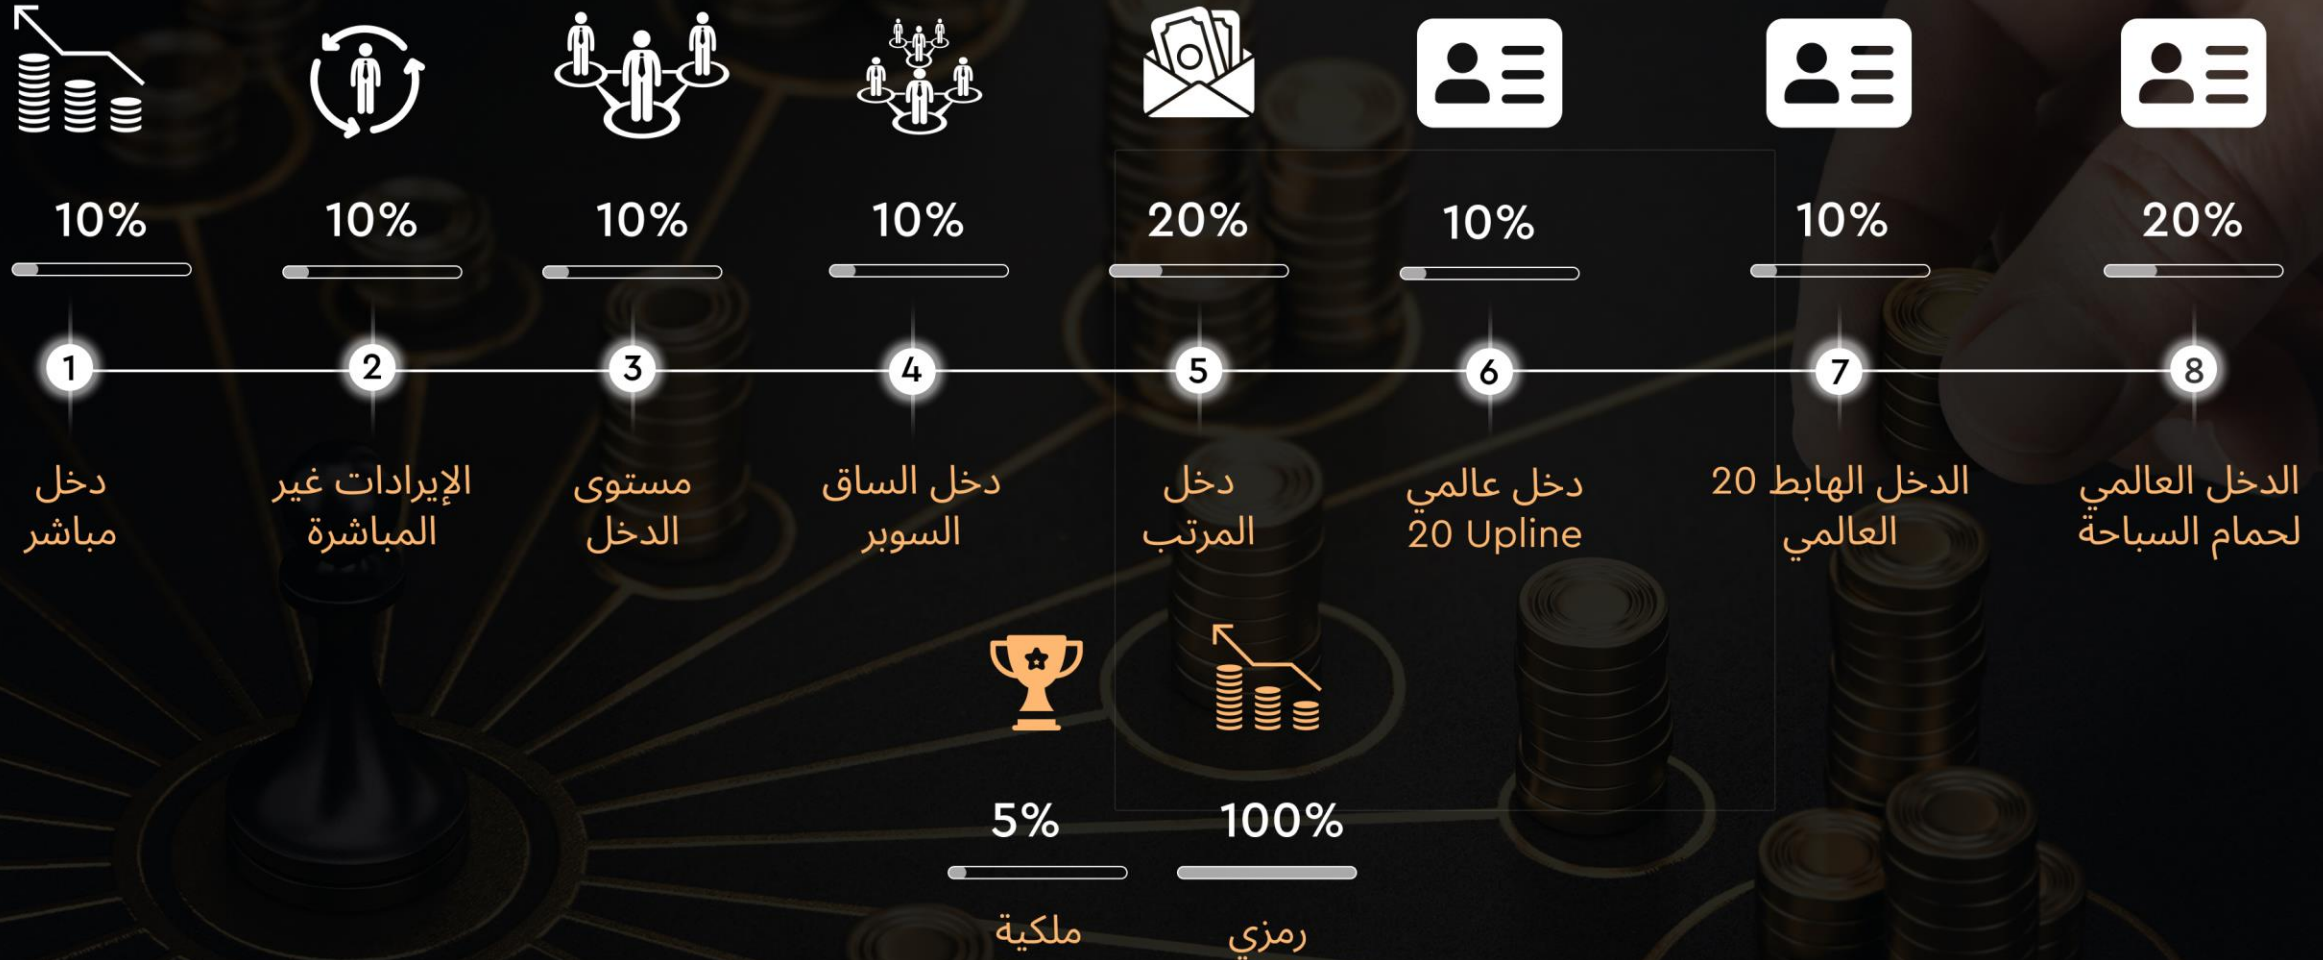 10%
10%
10%
10%
20%
10%
10%
20%
1
2
3
4
5
6
7
8
دخل
مباشر
الإيرادات غير
المباشرة
مستوى
الدخل
دخل الساق
السوبر
دخل
المرتب
دخل عالمي
20 Upline
الدخل الهابط 20
العالمي
الدخل العالمي
لحمام السباحة
5%
100%
ملكية
رمزي